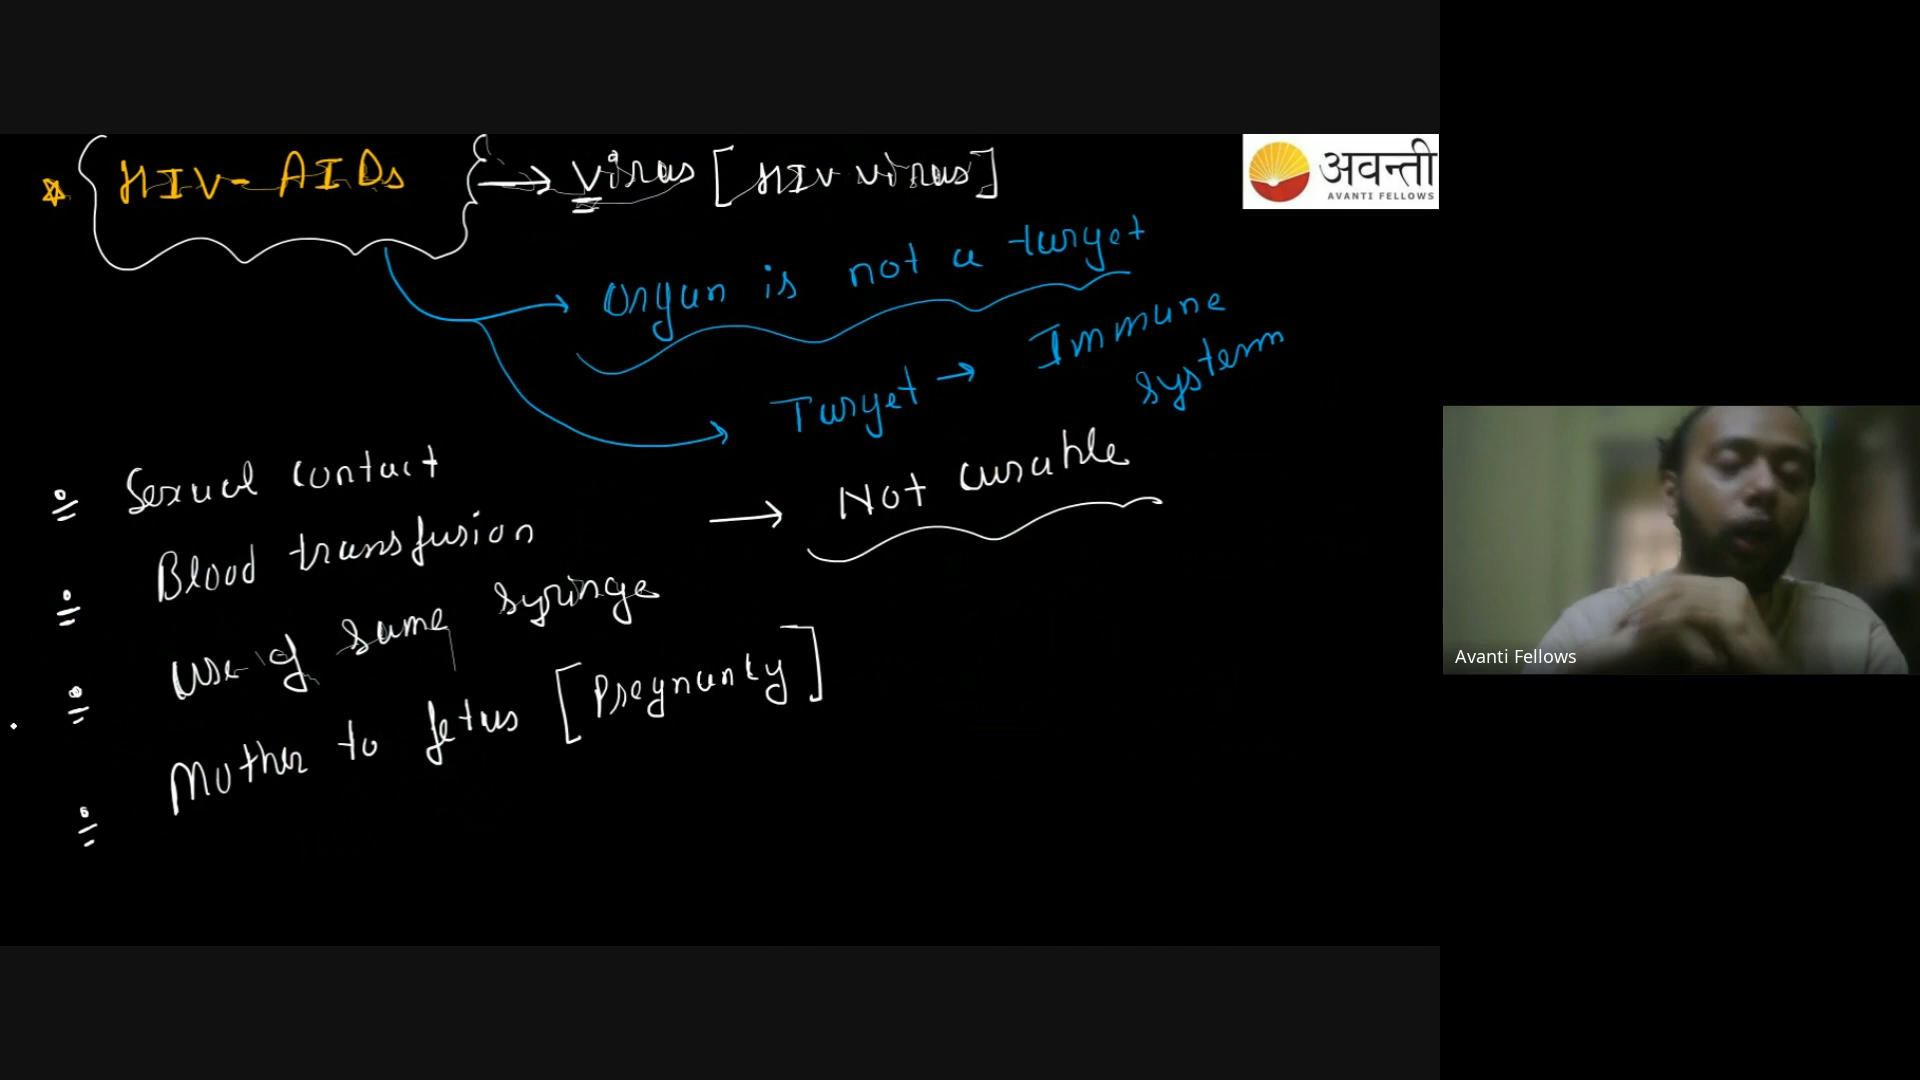 HIV-AIDs → Virus [HIV virus]
अवन्ती
AVANTI FELLOWS
Organ is not a target
Target → Immune
system
Sexual contact
→ Not curable
Blood transfusion
Use of same syringe
Mother to fetus [Pregnancy]
Avanti Fellows